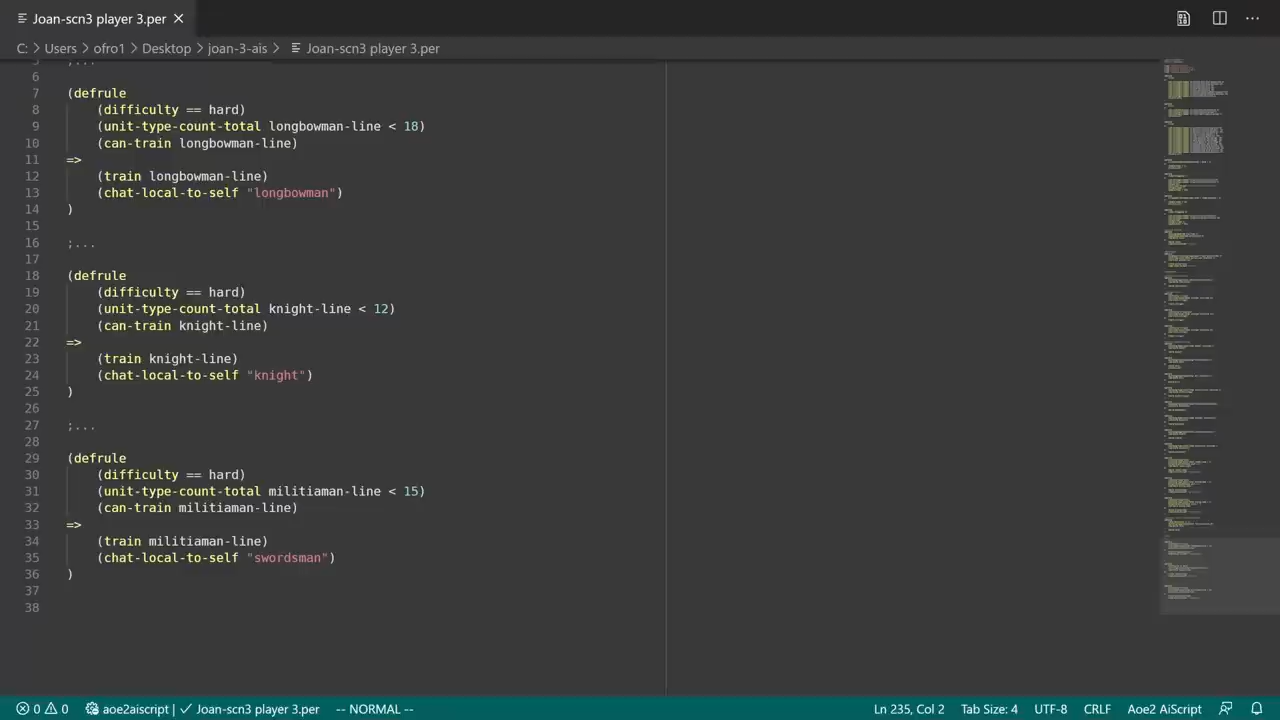 Joan-scn3 player 3.per
C: > Users > ofro1 > Desktop > joan-3-ais > Joan-scn3 player 3.per
5 ;...
6
7 (defrule
8 (difficulty == hard)
9 (unit-type-count-total longbowman-line < 18)
10 (can-train longbowman-line)
11 =>
12 (train longbowman-line)
13 (chat-local-to-self "longbowman")
14 )
15
16 ;...
17
18 (defrule
19 (difficulty == hard)
20 (unit-type-count-total knight-line < 12)
21 (can-train knight-line)
22 =>
23 (train knight-line)
24 (chat-local-to-self "knight")
25 )
26
27 ;...
28
29 (defrule
30 (difficulty == hard)
31 (unit-type-count-total militiaman-line < 15)
32 (can-train militiaman-line)
33 =>
34 (train militiaman-line)
35 (chat-local-to-self "swordsman")
36 )
37
38
0 0 aoe2aiscript | Joan-scn3 player 3.per -- NORMAL -- Ln 235, Col 2 Tab Size: 4 UTF-8 CRLF Aoe2 AiScript